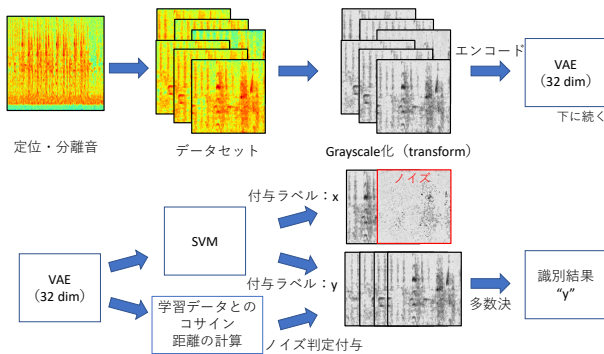 エンコード
VAE
（32 dim）
定位・分離音
データセット
Grayscale化（transform）
下に続く
付与ラベル：x
ノイズ
SVM
VAE
（32 dim）
付与ラベル：y
多数決
識別結果
“y”
学習データとの
コサイン
距離の計算
ノイズ判定付与